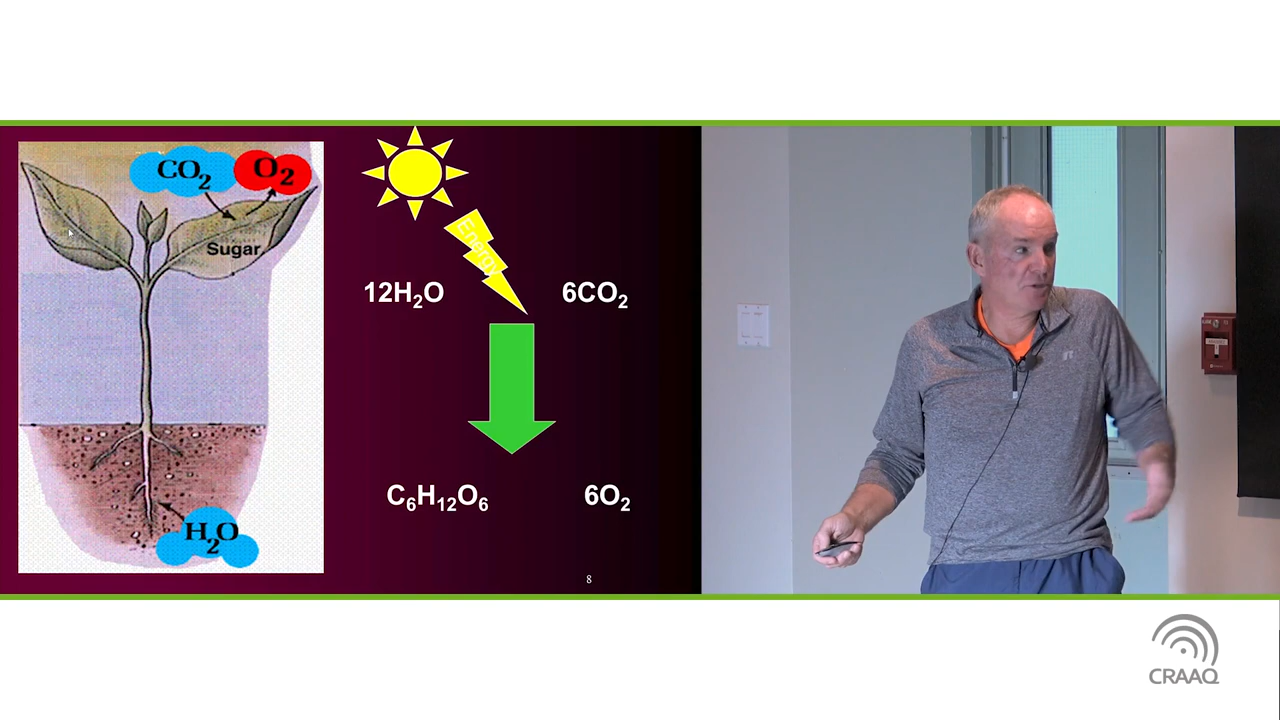 CO₂
O₂
Sugar
H₂O
Energy
12H₂O
6CO₂
C₆H₁₂O₆
6O₂
8
CRAAQ